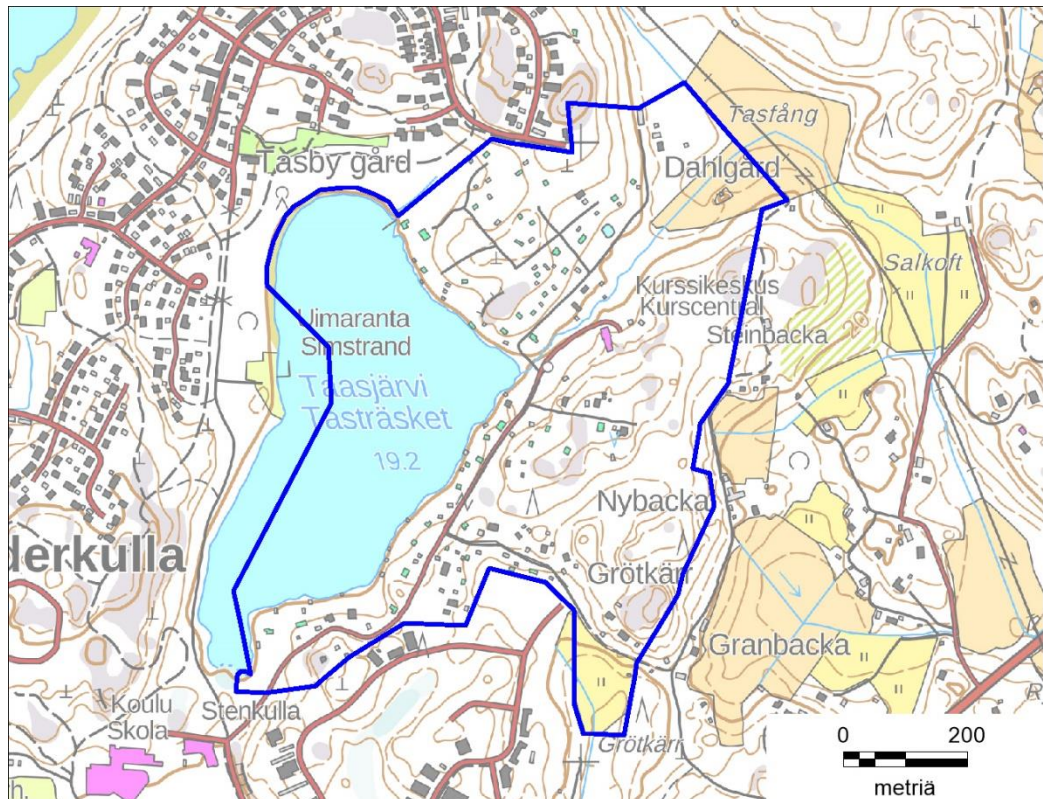 Tasfång
Tasby gård
Dahlgård
Salkoft
Kurssikeskus
Kurscentral
Steinbacka
Uimaranta
Simstrand
Taasjärvi
Tasträsket
19.2
Nybacka
derkulla
Grötkärr
Granbacka
Koulu
Skola
Stenkulla
Grötkärr
R
h.
0 200
metriä